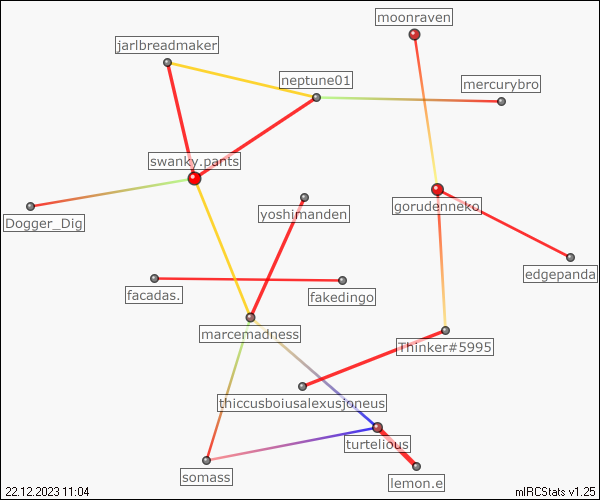 moonraven
jarlbreadmaker
neptune01
mercurybro
swanky.pants
gorudenneko
yoshimanden
Dogger_Dig
edgepanda
facadas.
fakedingo
marcemadness
Thinker#5995
thiccusboiusalexusjoneus
turtelious
somass
lemon.e
22.12.2023 11:04
mIRCStats v1.25